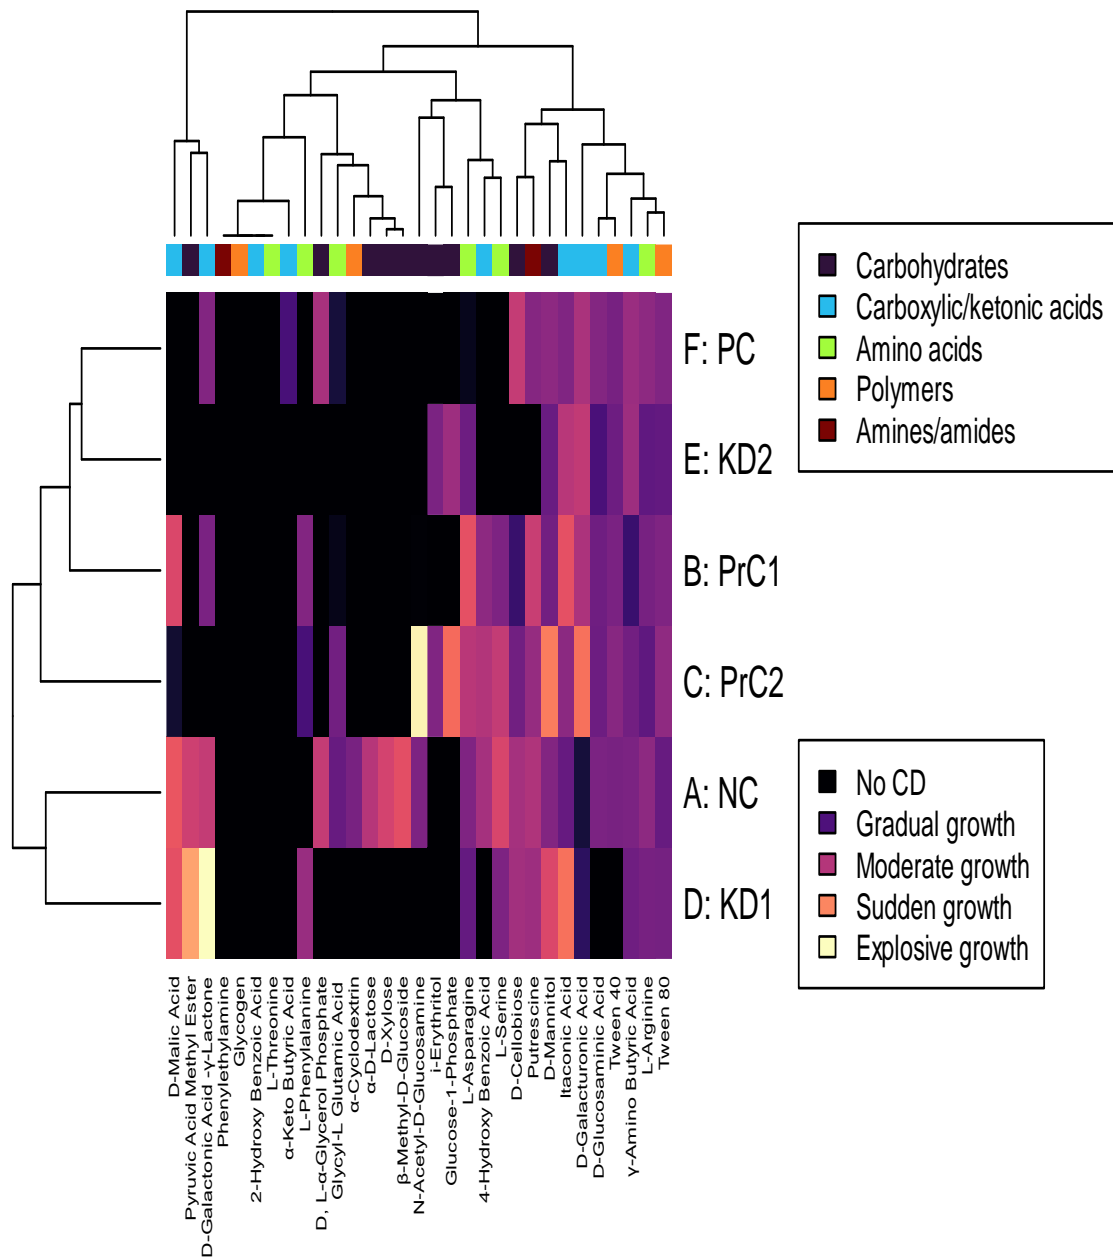 Carbohydrates
Carboxylic/ketonic acids
Amino acids
Polymers
Amines/amides
F: PC
E: KD2
B: PrC1
C: PrC2
A: NC
D: KD1
No CD
Gradual growth
Moderate growth
Sudden growth
Explosive growth
D-Malic Acid
Pyruvic Acid Methyl Ester
D-Galactonic Acid -γ-Lactone
Phenylethylamine
Glycogen
2-Hydroxy Benzoic Acid
L-Threonine
α-Keto Butyric Acid
L-Phenylalanine
D, L-α-Glycerol Phosphate
Glycyl-L Glutamic Acid
α-Cyclodextrin
α-D-Lactose
D-Xylose
β-Methyl-D-Glucoside
N-Acetyl-D-Glucosamine
i-Erythritol
Glucose-1-Phosphate
L-Asparagine
4-Hydroxy Benzoic Acid
L-Serine
D-Cellobiose
Putrescine
D-Mannitol
Itaconic Acid
D-Galacturonic Acid
D-Glucosaminic Acid
Tween 40
γ-Amino Butyric Acid
L-Arginine
Tween 80